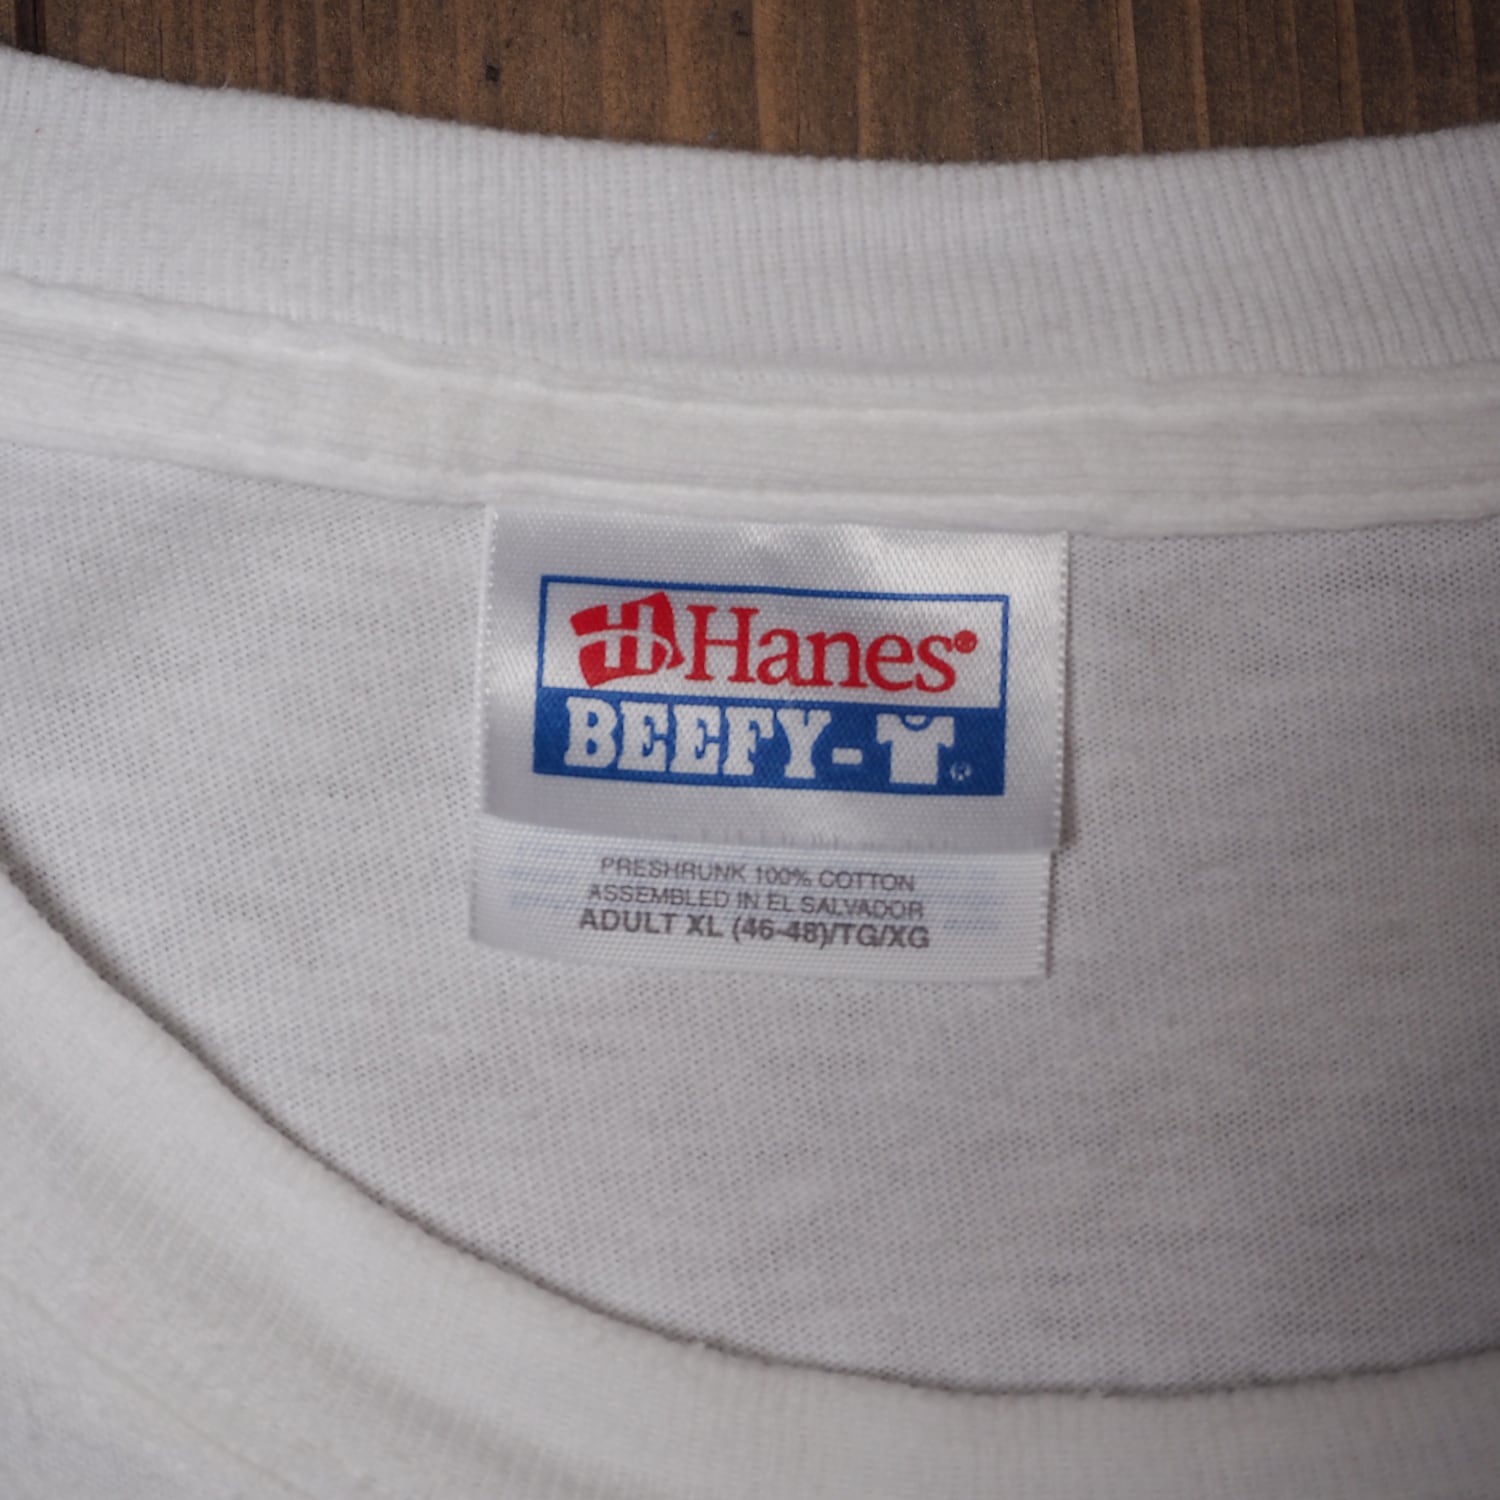 H Hanes®
BEEFY-T®
PRESHRUNK 100% COTTON
ASSEMBLED IN EL SALVADOR
ADULT XL (46-48)/TG/XG